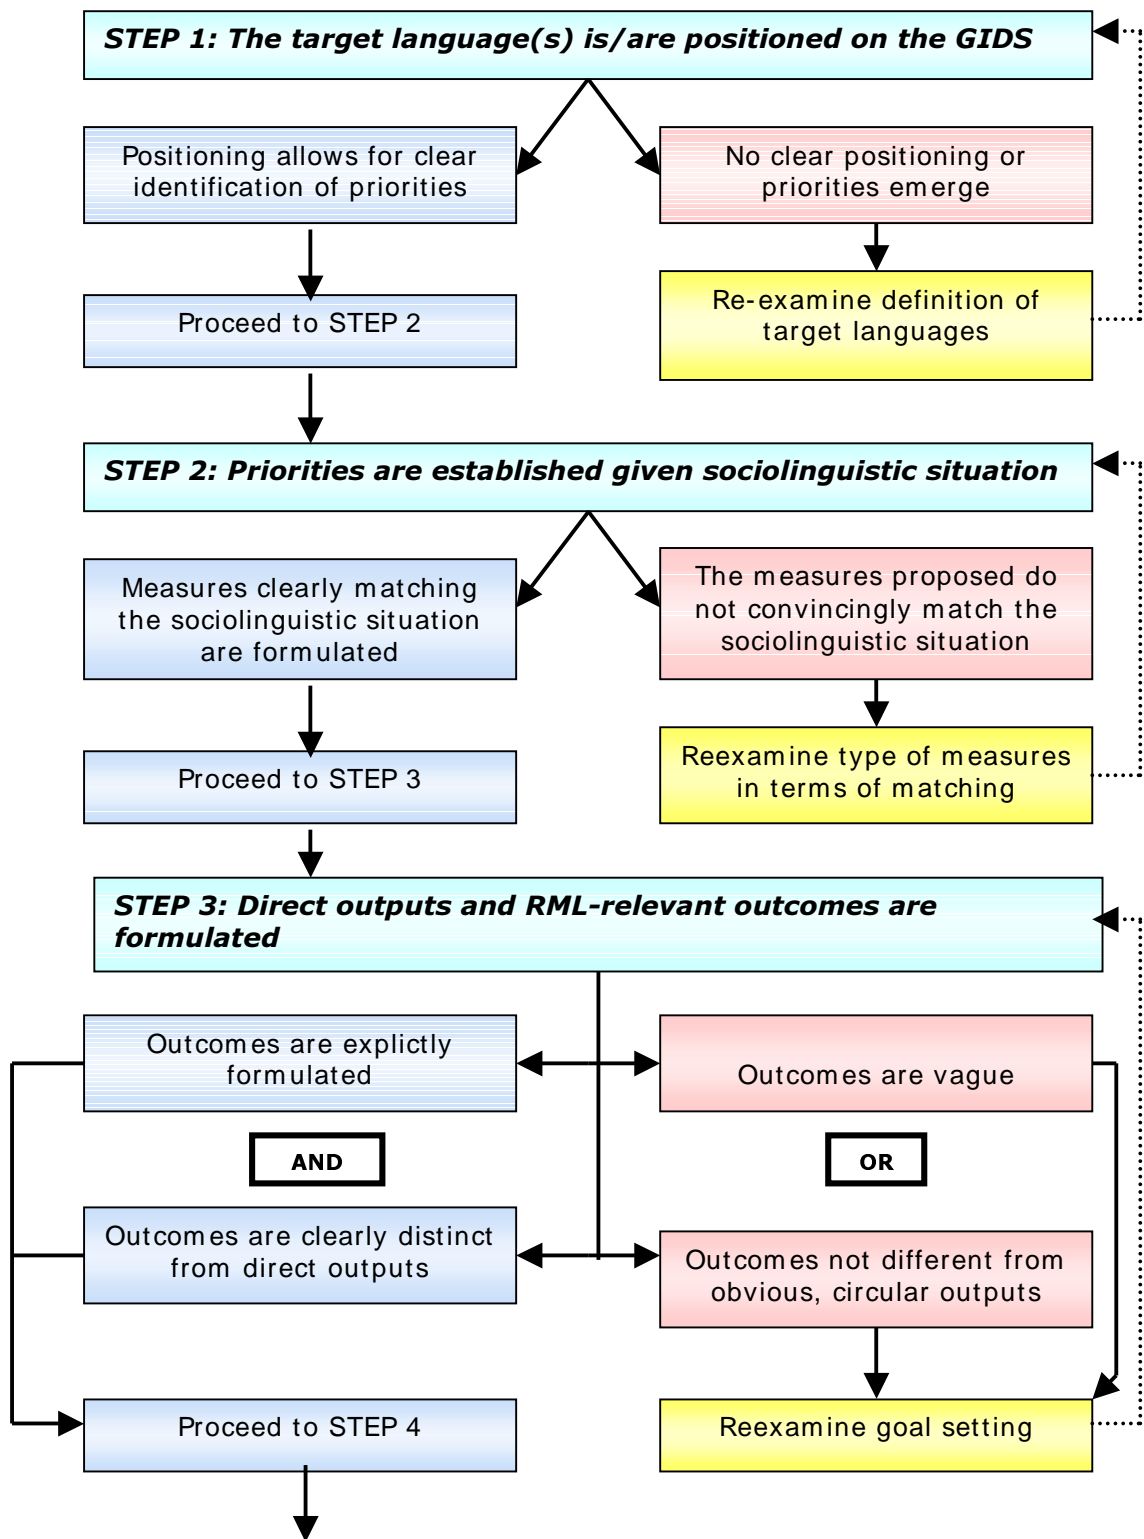 STEP 1: The target language(s) is/are positioned on the GIDS
Positioning allows for clear
identification of priorities
No clear positioning or
priorities emerge
Proceed to STEP 2
Re-examine definition of
target languages
STEP 2: Priorities are established given sociolinguistic situation
Measures clearly matching
the sociolinguistic situation
are formulated
The measures proposed do
not convincingly match the
sociolinguistic situation
Proceed to STEP 3
Reexamine type of measures
in terms of matching
STEP 3: Direct outputs and RML-relevant outcomes are
formulated
Outcomes are explictly
formulated
Outcomes are vague
AND
OR
Outcomes are clearly distinct
from direct outputs
Outcomes not different from
obvious, circular outputs
Proceed to STEP 4
Reexamine goal setting